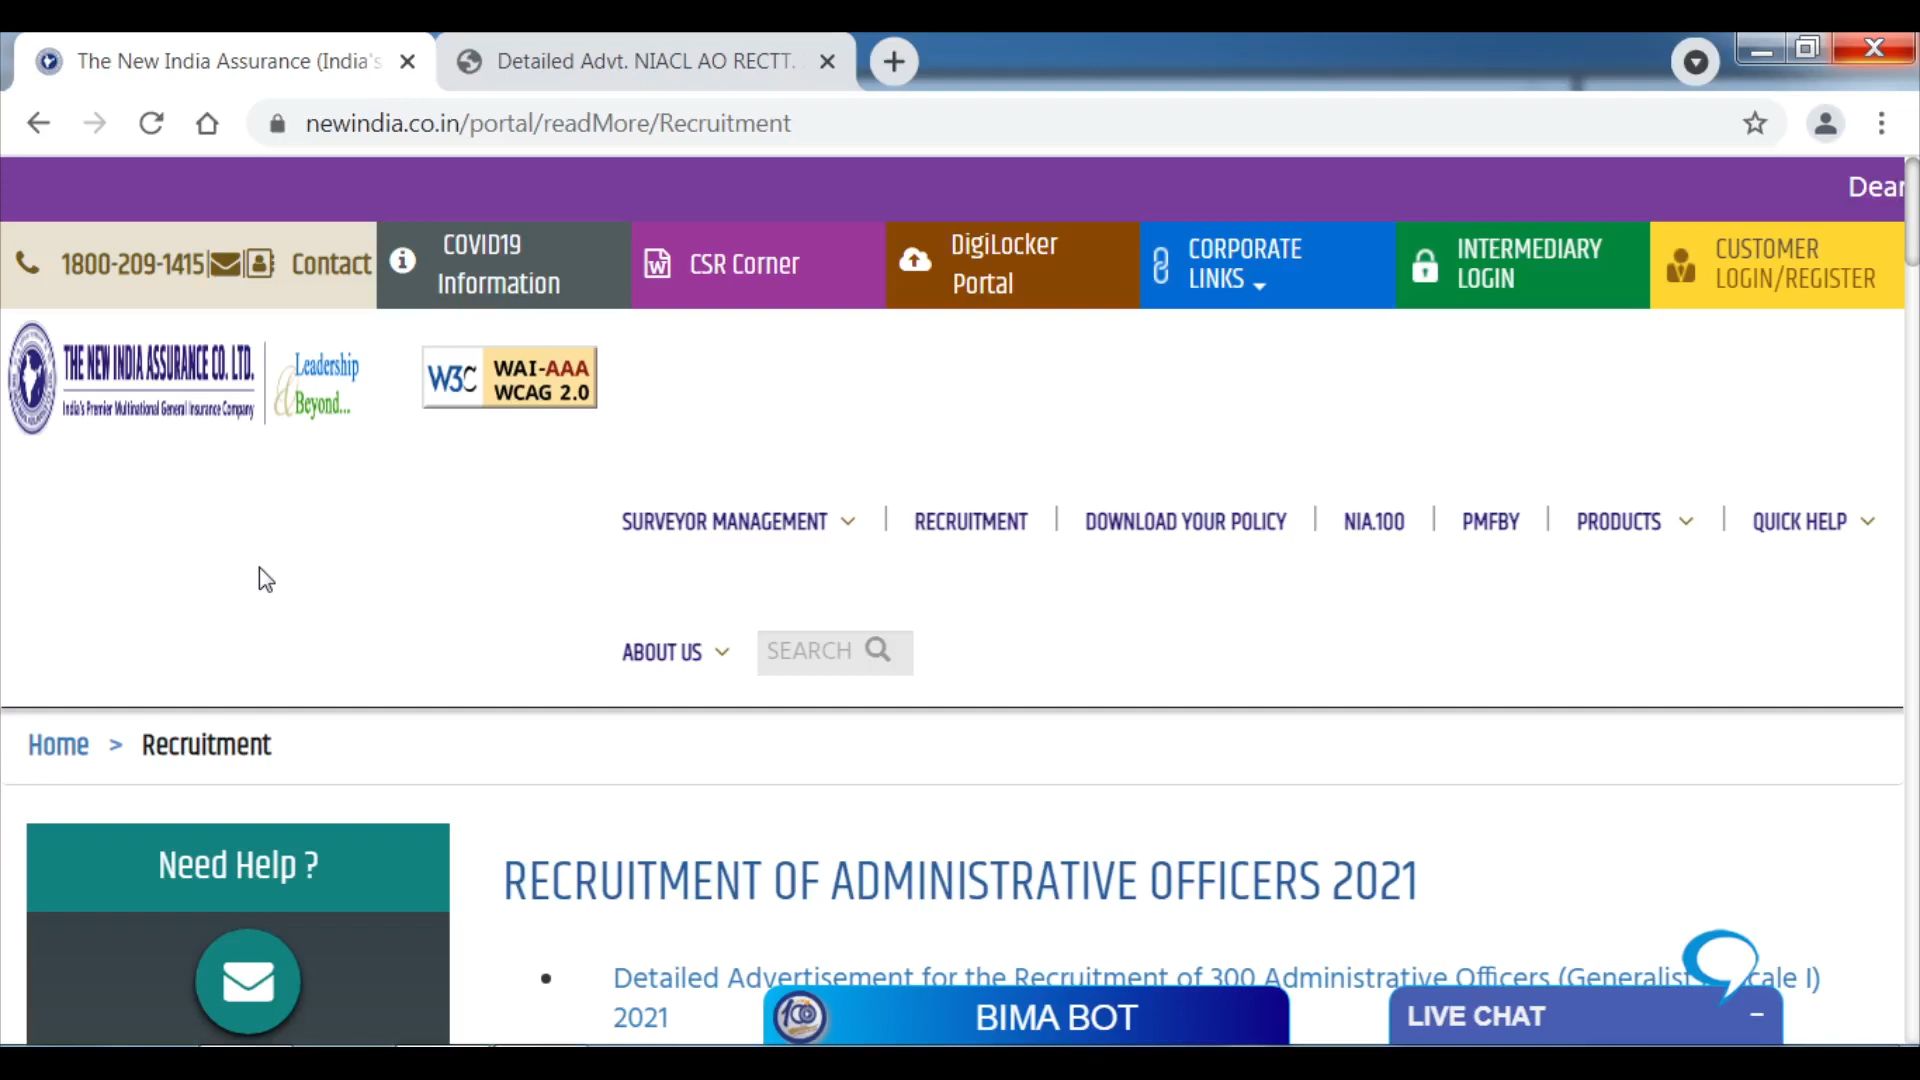 The New India Assurance (India's
Detailed Advt. NIACL AO RECTT.
newindia.co.in/portal/readMore/Recruitment
Dear
1800-209-1415
Contact
COVID19
Information
CSR Corner
DigiLocker
Portal
CORPORATE
LINKS
INTERMEDIARY
LOGIN
CUSTOMER
LOGIN/REGISTER
THE NEW INDIA ASSURANCE CO. LTD.
India's Premier Multinational General Insurance Company
Leadership
& Beyond...
W3C WAI-AAA
WCAG 2.0
SURVEYOR MANAGEMENT | RECRUITMENT | DOWNLOAD YOUR POLICY | NIA.100 | PMFBY | PRODUCTS | QUICK HELP
ABOUT US SEARCH
Home > Recruitment
Need Help ?
RECRUITMENT OF ADMINISTRATIVE OFFICERS 2021
• Detailed Advertisement for the Recruitment of 300 Administrative Officers (Generalist cale I)
2021
100 BIMA BOT
LIVE CHAT –